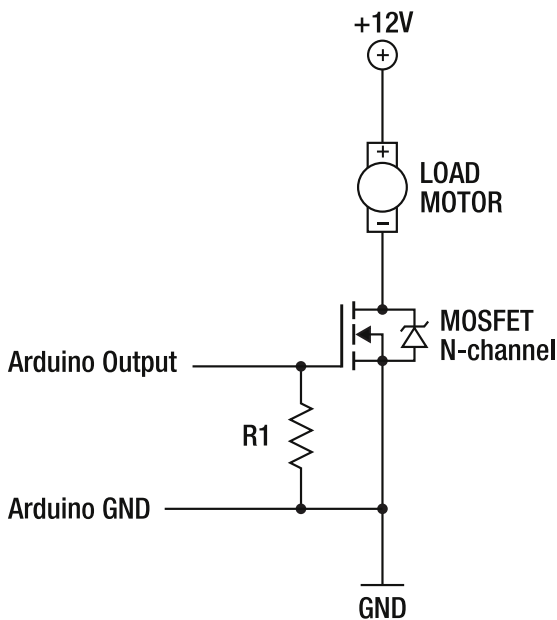 +12V
+
+
LOAD
MOTOR
-
MOSFET
N-channel
Arduino Output
R1
Arduino GND
GND